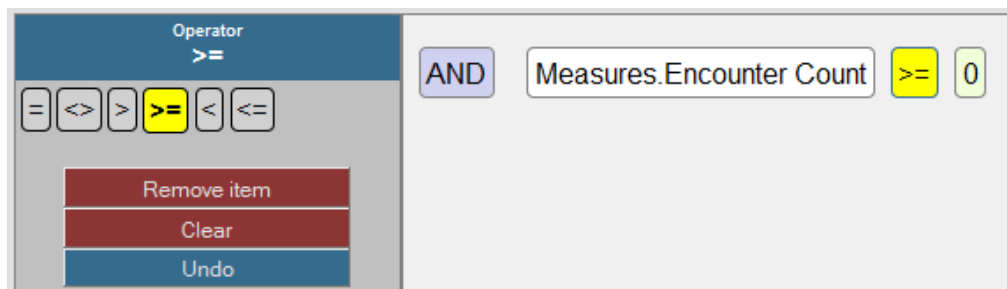 Operator
>=
= <> > >= < <=
Remove item
Clear
Undo
AND Measures.Encounter Count >= 0